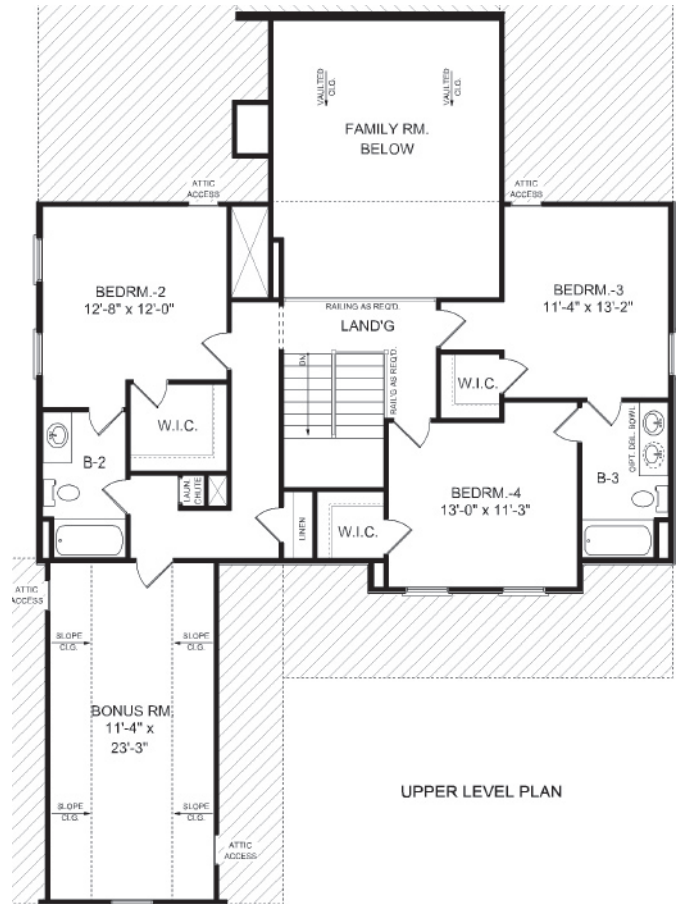 VAULTED
CLG.
VAULTED
CLG.
FAMILY RM.
BELOW
ATTIC
ACCESS
ATTIC
ACCESS
BEDRM.-2
12'-8" x 12'-0"
BEDRM.-3
11'-4" x 13'-2"
RAILING AS REQ'D.
LAND'G
DN.
RAIL'G AS REQ'D.
W.I.C.
W.I.C.
OPT. DBL. BOWL
B-2
B-3
LAUN.
CHUTE
BEDRM.-4
13'-0" x 11'-3"
LINEN
W.I.C.
ATTIC
ACCESS
SLOPE
CLG.
SLOPE
CLG.
BONUS RM.
11'-4" x
23'-3"
UPPER LEVEL PLAN
SLOPE
CLG.
SLOPE
CLG.
ATTIC
ACCESS